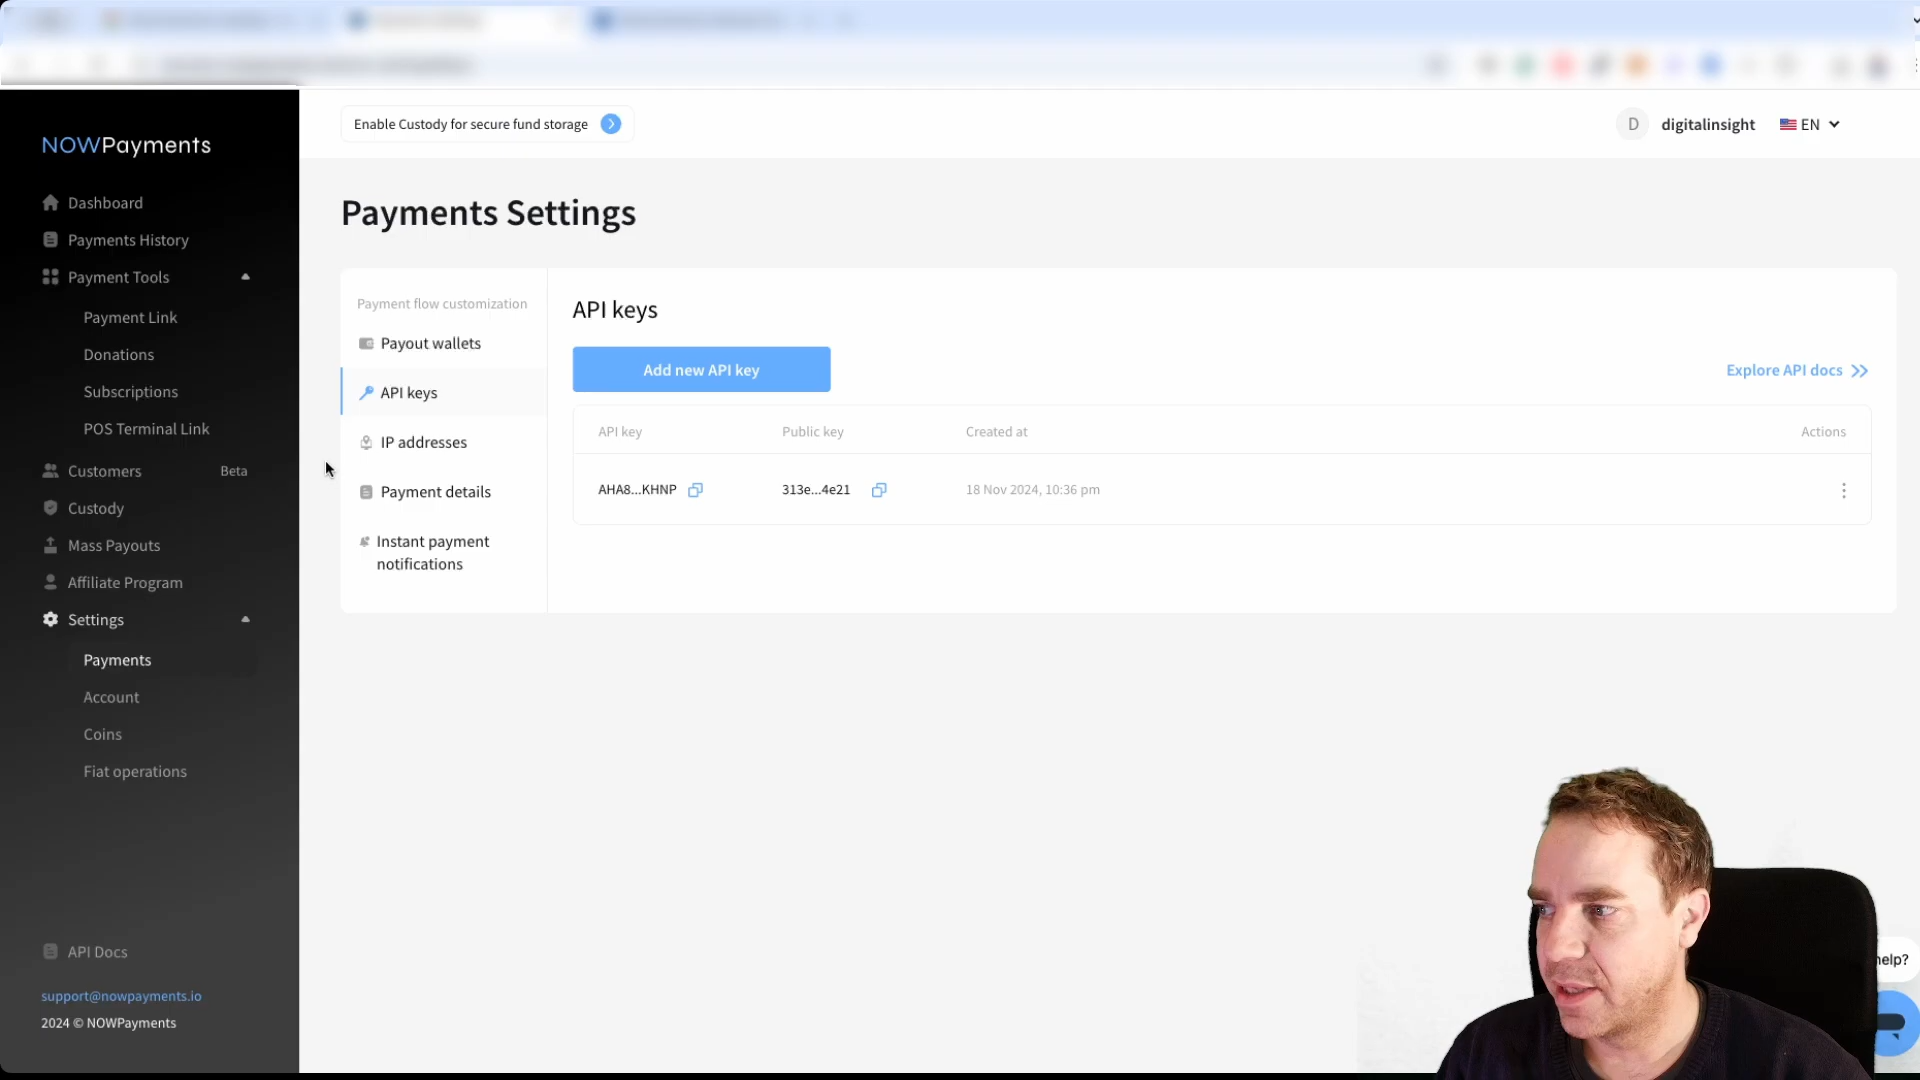 NOWPayments
Dashboard
Payments History
Payment Tools
Payment Link
Donations
Subscriptions
POS Terminal Link
Customers Beta
Custody
Mass Payouts
Affiliate Program
Settings
Payments
Account
Coins
Fiat operations
API Docs
support@nowpayments.io
2024 © NOWPayments
Enable Custody for secure fund storage
D digitalinsight EN
Payments Settings
Payment flow customization
Payout wallets
API keys
IP addresses
Payment details
Instant payment
notifications
API keys
Add new API key
Explore API docs
API key Public key Created at Actions
AHA8...KHNP 313e...4e21 18 Nov 2024, 10:36 pm
help?